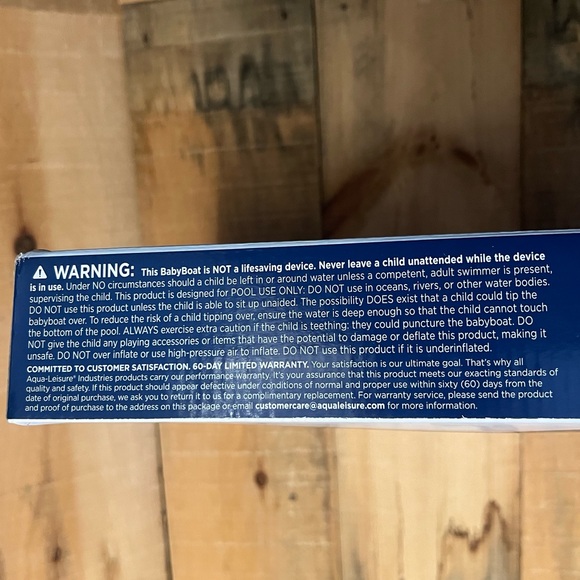 ⚠ WARNING: This BabyBoat is NOT a lifesaving device. Never leave a child unattended while the device
is in use. Under NO circumstances should a child be left in or around water unless a competent, adult swimmer is present,
supervising the child. This product is designed for POOL USE ONLY: DO NOT use in oceans, rivers, or other water bodies.
DO NOT use this product unless the child is able to sit up unaided. The possibility DOES exist that a child could tip the
babyboat over. To reduce the risk of a child tipping over, ensure the water is deep enough so that the child cannot touch
the bottom of the pool. ALWAYS exercise extra caution if the child is teething: they could puncture the babyboat. DO
NOT give the child any playing accessories or items that have the potential to damage or deflate this product, making it
unsafe. DO NOT over inflate or use high-pressure air to inflate. DO NOT use this product if it is underinflated.
COMMITTED TO CUSTOMER SATISFACTION. 60-DAY LIMITED WARRANTY. Your satisfaction is our ultimate goal. That's why all
Aqua-Leisure® Industries products carry our performance warranty. It's your assurance that this product meets our exacting standards of
quality and safety. If this product should appear defective under conditions of normal and proper use within sixty (60) days from the
date of original purchase, we ask you to return it to us for a complimentary replacement. For warranty service, please send the product
and proof of purchase to the address on this package or email customercare@aqualeisure.com for more information.